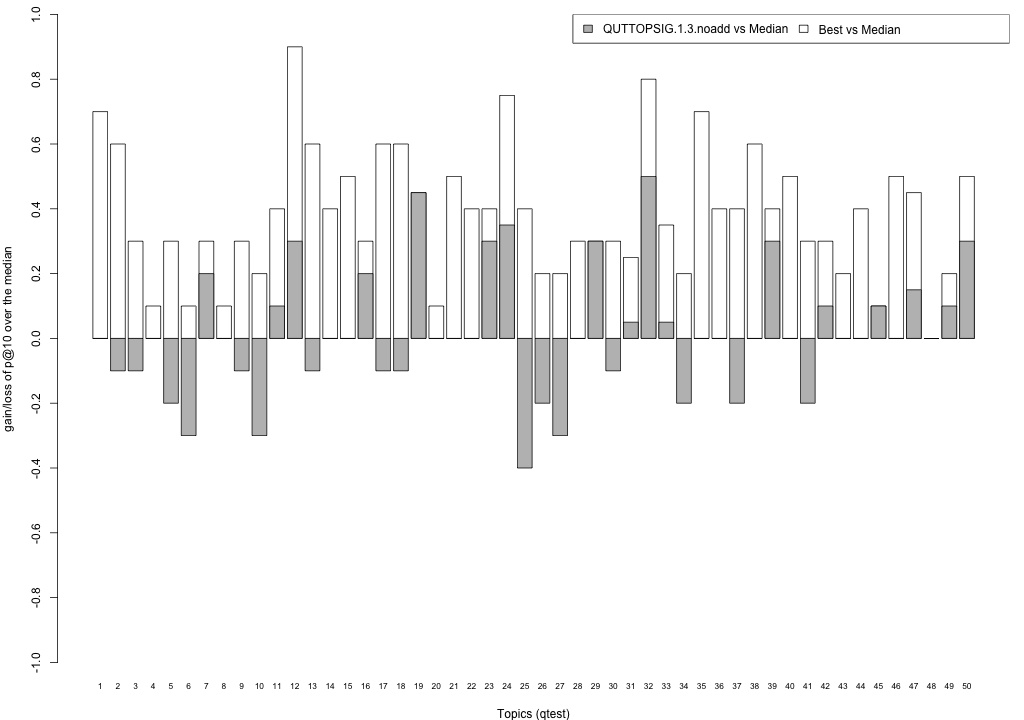 QUTTOPSIG.1.3.noadd vs Median Best vs Median
1.0
0.8
0.6
0.4
0.2
0.0
-0.2
-0.4
-0.6
-0.8
-1.0
gain/loss of p@10 over the median
1 2 3 4 5 6 7 8 9 10 11 12 13 14 15 16 17 18 19 20 21 22 23 24 25 26 27 28 29 30 31 32 33 34 35 36 37 38 39 40 41 42 43 44 45 46 47 48 49 50
Topics (qtest)